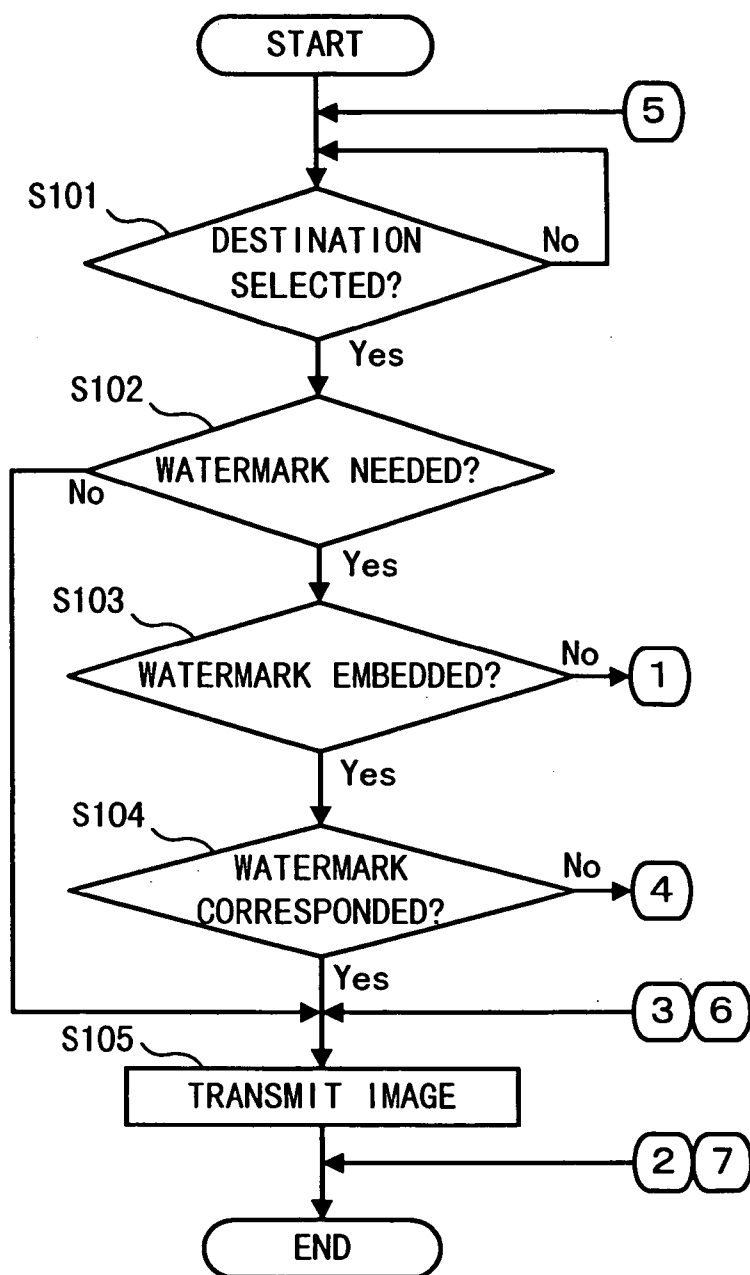 START
5
S101
DESTINATION
SELECTED?
No
Yes
S102
WATERMARK NEEDED?
No
Yes
S103
WATERMARK EMBEDDED?
No
1
Yes
S104
WATERMARK
CORRESPONDED?
No
4
Yes
3 6
S105
TRANSMIT IMAGE
2 7
END